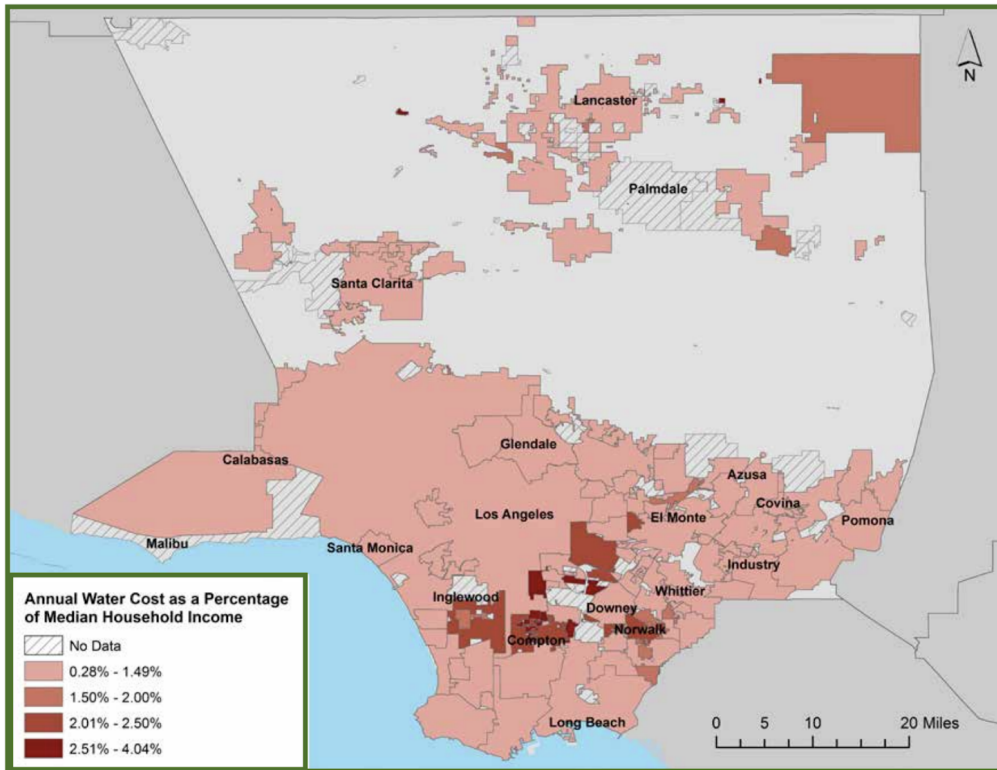 N
Lancaster
Palmdale
Santa Clarita
Glendale
Calabasas
Azusa
Covina
Los Angeles
El Monte
Pomona
Malibu
Santa Monica
Industry
Whittier
Inglewood
Downey
Norwalk
Compton
Long Beach
Annual Water Cost as a Percentage
of Median Household Income
No Data
0.28% - 1.49%
1.50% - 2.00%
2.01% - 2.50%
2.51% - 4.04%
0 5 10 20 Miles